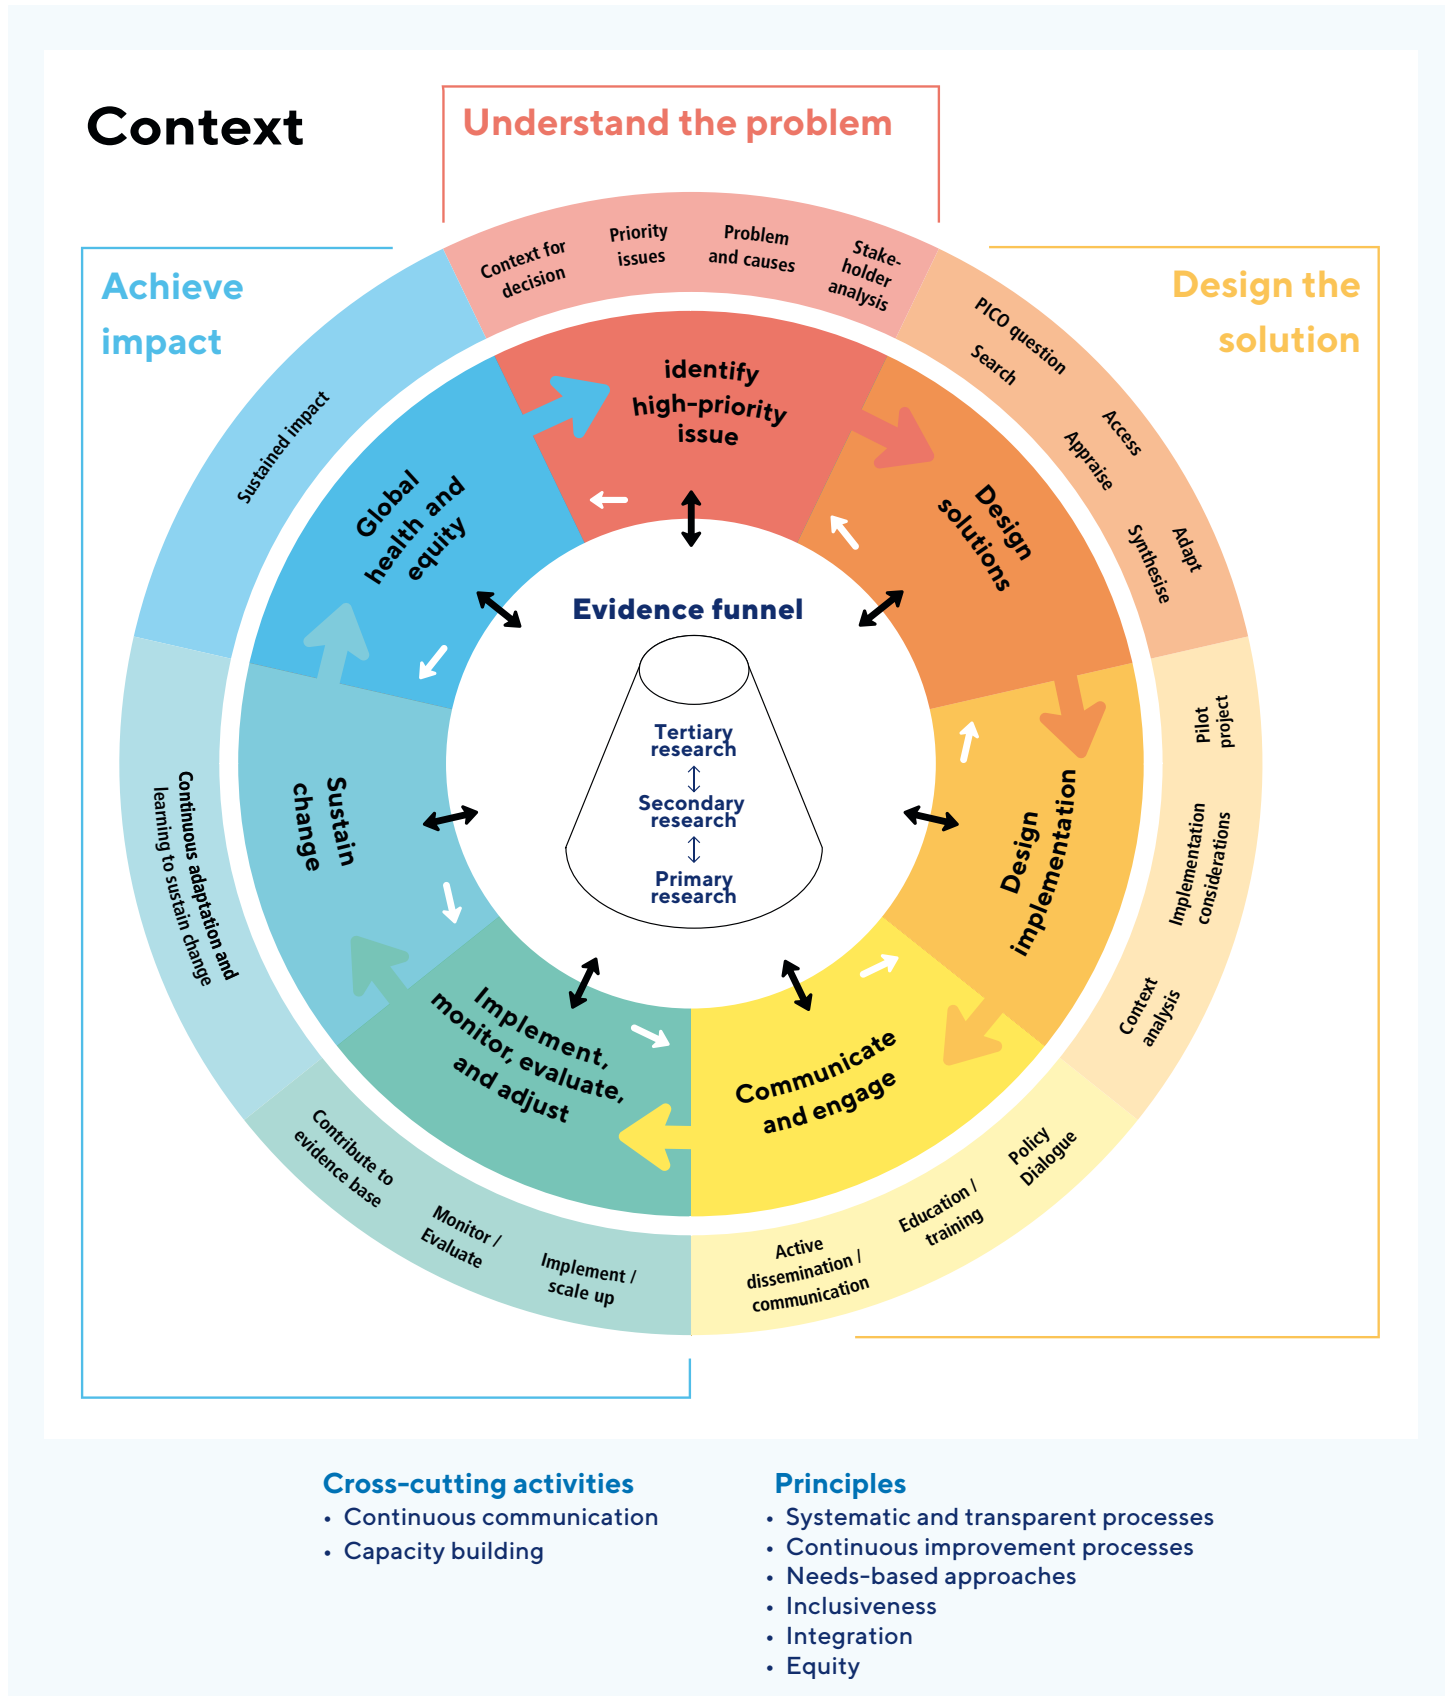 Context
Understand the problem
Achieve
impact
Design the
solution
Context for
decision
Priority
issues
Problem
and causes
Stake-
holder
analysis
PICO question
Search
Access
Appraise
Adapt
Synthesise
Pilot
project
Implementation
considerations
Context
analysis
Policy
Dialogue
Education /
training
Active
dissemination /
communication
Implement /
scale up
Monitor /
Evaluate
Contribute to
evidence base
Continuous adaptation and
learning to sustain change
Sustained impact
identify
high-priority
issue
Design
solutions
Design
implementation
Communicate
and engage
Implement,
monitor, evaluate,
and adjust
Sustain
change
Global
health and
equity
Evidence funnel
Tertiary
research
Secondary
research
Primary
research
Cross-cutting activities
• Continuous communication
• Capacity building
Principles
• Systematic and transparent processes
• Continuous improvement processes
• Needs-based approaches
• Inclusiveness
• Integration
• Equity